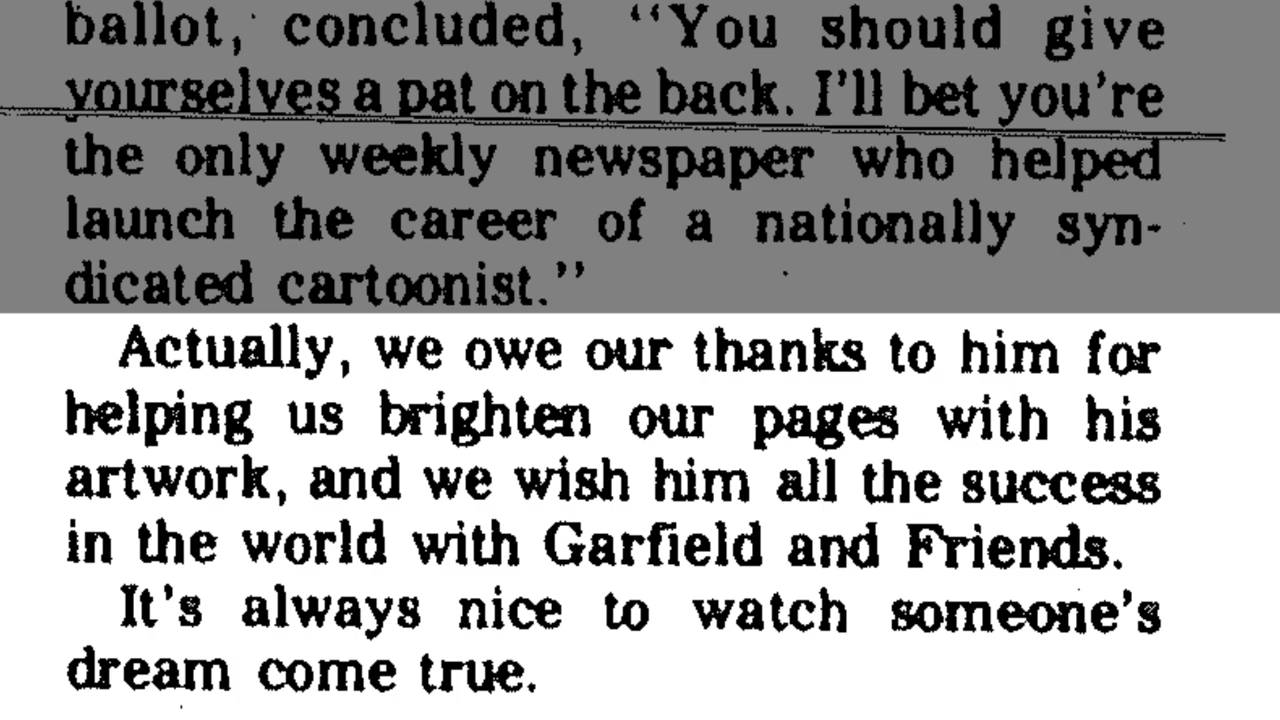 ballot, concluded, "You should give
yourselves a pat on the back. I'll bet you're
the only weekly newspaper who helped
launch the career of a nationally syn-
dicated cartoonist."
Actually, we owe our thanks to him for
helping us brighten our pages with his
artwork, and we wish him all the success
in the world with Garfield and Friends.
It's always nice to watch someone's
dream come true.